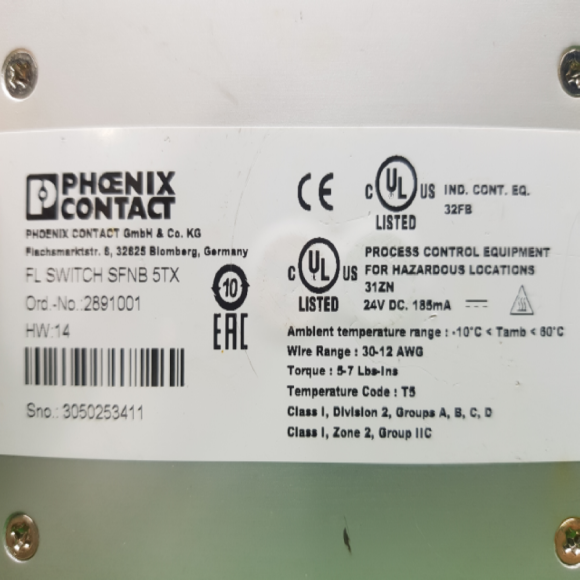 PHŒNIX
CONTACT
PHOENIX CONTACT GmbH & Co. KG
Flachsmarktstr. 8, 32825 Blomberg, Germany
FL SWITCH SFNB 5TX
Ord.-No.:2891001
HW:14
Sno.: 3050253411
10
EAC
CE
C UL US
LISTED
IND. CONT. EQ.
32FB
C UL US
LISTED
PROCESS CONTROL EQUIPMENT
FOR HAZARDOUS LOCATIONS
31ZN
24V DC. 185mA
Ambient temperature range : -10°C < Tamb < 60°C
Wire Range : 30-12 AWG
Torque : 5-7 Lbs-Ins
Temperature Code : T5
Class I, Division 2, Groups A, B, C, D
Class I, Zone 2, Group IIC